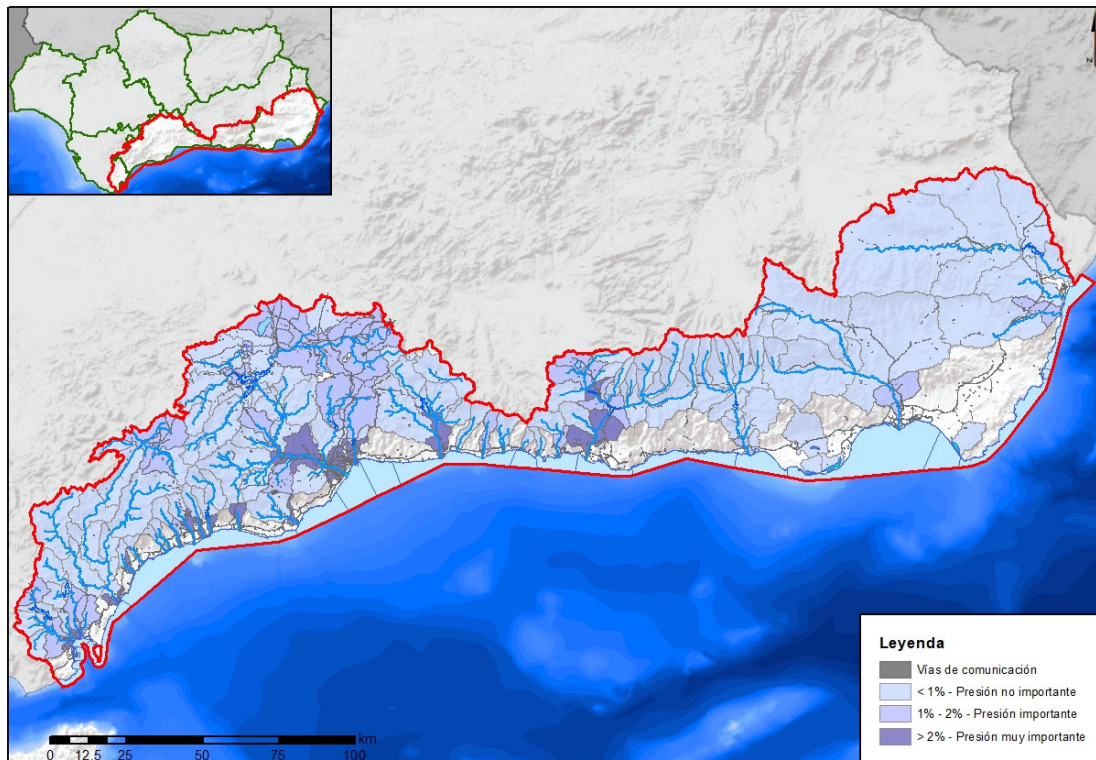 N
Leyenda
Vías de comunicación
< 1% - Presión no importante
1% - 2% - Presión importante
> 2% - Presión muy importante
km
0 12,5 25 50 75 100